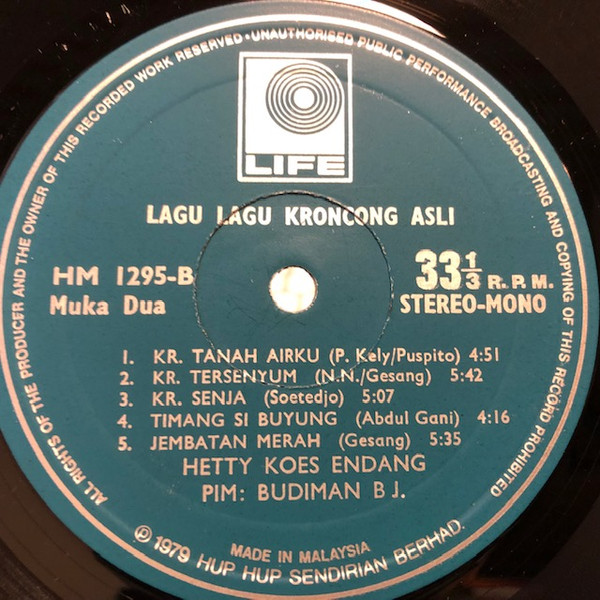 ALL RIGHTS OF THE PRODUCER AND THE OWNER OF THIS RECORDED WORK RESERVED • UNAUTHORISED PUBLIC PERFORMANCE BROADCASTING AND COPYING OF THIS RECORD PROHIBITED
LIFE
LAGU LAGU KRONCONG ASLI
HM 1295-B
Muka Dua
33⅓ R.P.M.
STEREO-MONO
1. KR. TANAH AIRKU (P. Kely/Puspito) 4:51
2. KR. TERSENYUM (N.N./Gesang) 5:42
3. KR. SENJA (Soetedjo) 5:07
4. TIMANG SI BUYUNG (Abdul Gani) 4:16
5. JEMBATAN MERAH (Gesang) 5:35
HETTY KOES ENDANG
PIM: BUDIMAN B J.
MADE IN MALAYSIA
Ⓟ 1979 HUP HUP SENDIRIAN BERHAD.